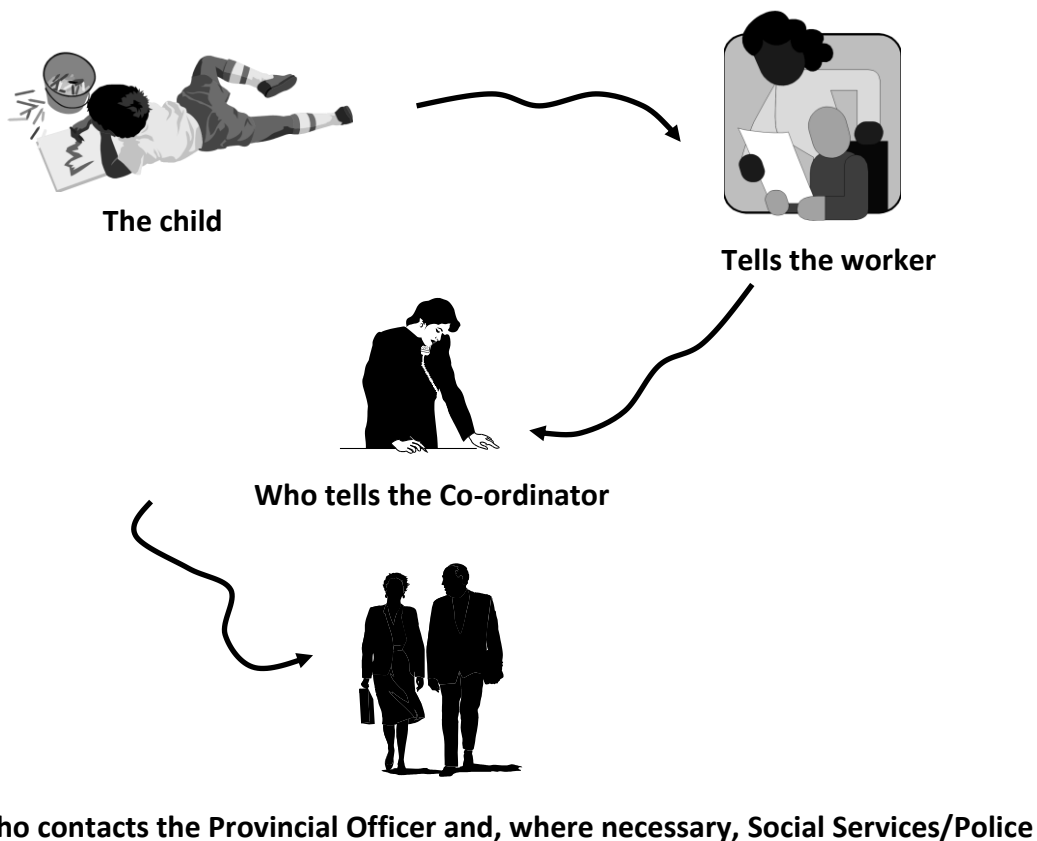 The child
Tells the worker
Who tells the Co-ordinator
ho contacts the Provincial Officer and, where necessary, Social Services/Police